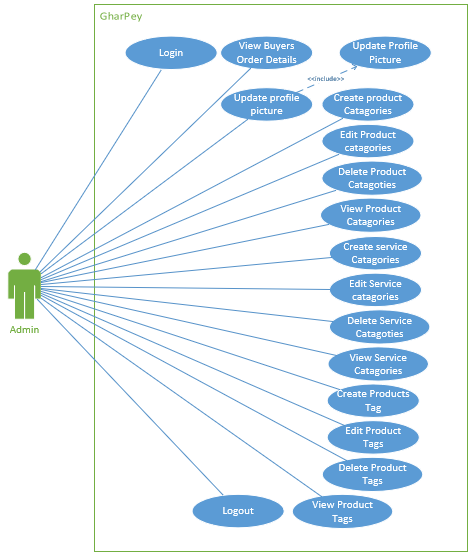 GharPey
Login
View Buyers
Order Details
Update Profile
Picture
<<include>>
Update profile
picture
Create product
Catagories
Edit Product
catagories
Delete Product
Catagoties
View Product
Catagories
Create service
Catagories
Edit Service
catagories
Delete Service
Catagoties
View Service
Catagories
Create Products
Tag
Edit Product
Tags
Delete Product
Tags
View Product
Tags
Logout
Admin